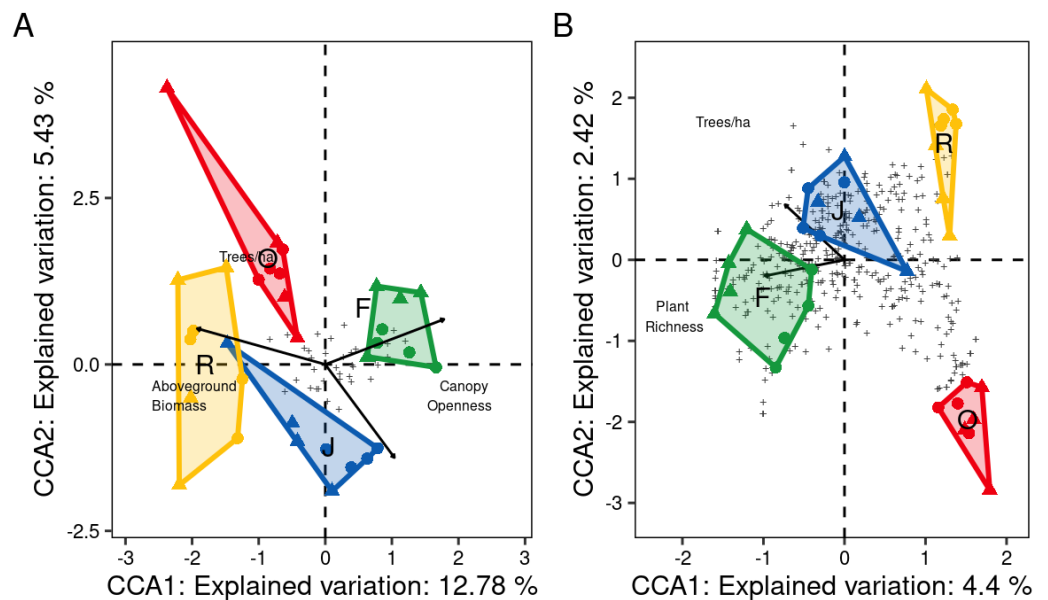 A
CCA2: Explained variation: 5.43 %
2.5
0.0
-2.5
Trees/ha
O
F
R
J
Aboveground
Biomass
Canopy
Openness
-3
-2
-1
0
1
2
3
CCA1: Explained variation: 12.78 %
B
CCA2: Explained variation: 2.42 %
2
1
0
-1
-2
-3
Trees/ha
R
J
F
Plant
Richness
O
-2
-1
0
1
2
CCA1: Explained variation: 4.4 %